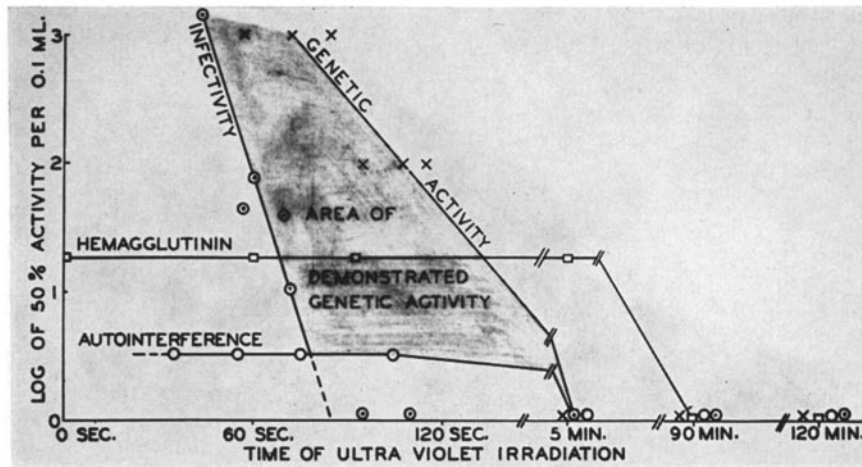 LOG OF 50% ACTIVITY PER 0.1 ML.
3
2
1
0
INFECTIVITY
GENETIC
ACTIVITY
AREA OF
DEMONSTRATED
GENETIC ACTIVITY
HEMAGGLUTININ
AUTOINTERFERENCE
0 SEC. 60 SEC. 120 SEC. 5 MIN. 90 MIN. 120 MIN.
TIME OF ULTRA VIOLET IRRADIATION